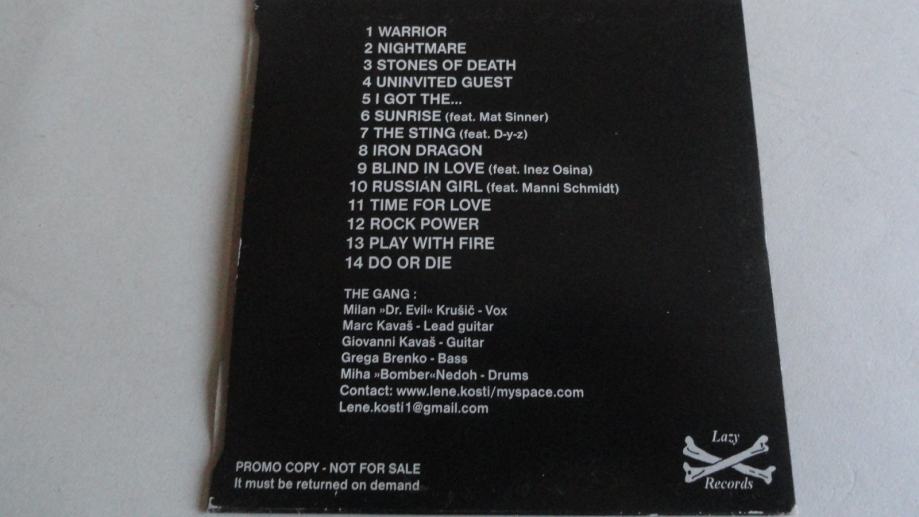 1 WARRIOR
2 NIGHTMARE
3 STONES OF DEATH
4 UNINVITED GUEST
5 I GOT THE...
6 SUNRISE (feat. Mat Sinner)
7 THE STING (feat. D-y-z)
8 IRON DRAGON
9 BLIND IN LOVE (feat. Inez Osina)
10 RUSSIAN GIRL (feat. Manni Schmidt)
11 TIME FOR LOVE
12 ROCK POWER
13 PLAY WITH FIRE
14 DO OR DIE
THE GANG :
Milan »Dr. Evil« Krušič - Vox
Marc Kavaš - Lead guitar
Giovanni Kavaš - Guitar
Grega Brenko - Bass
Miha »Bomber«Nedoh - Drums
Contact: www.lene.kosti/myspace.com
Lene.kosti1@gmail.com
PROMO COPY - NOT FOR SALE
It must be returned on demand
Lazy
Records